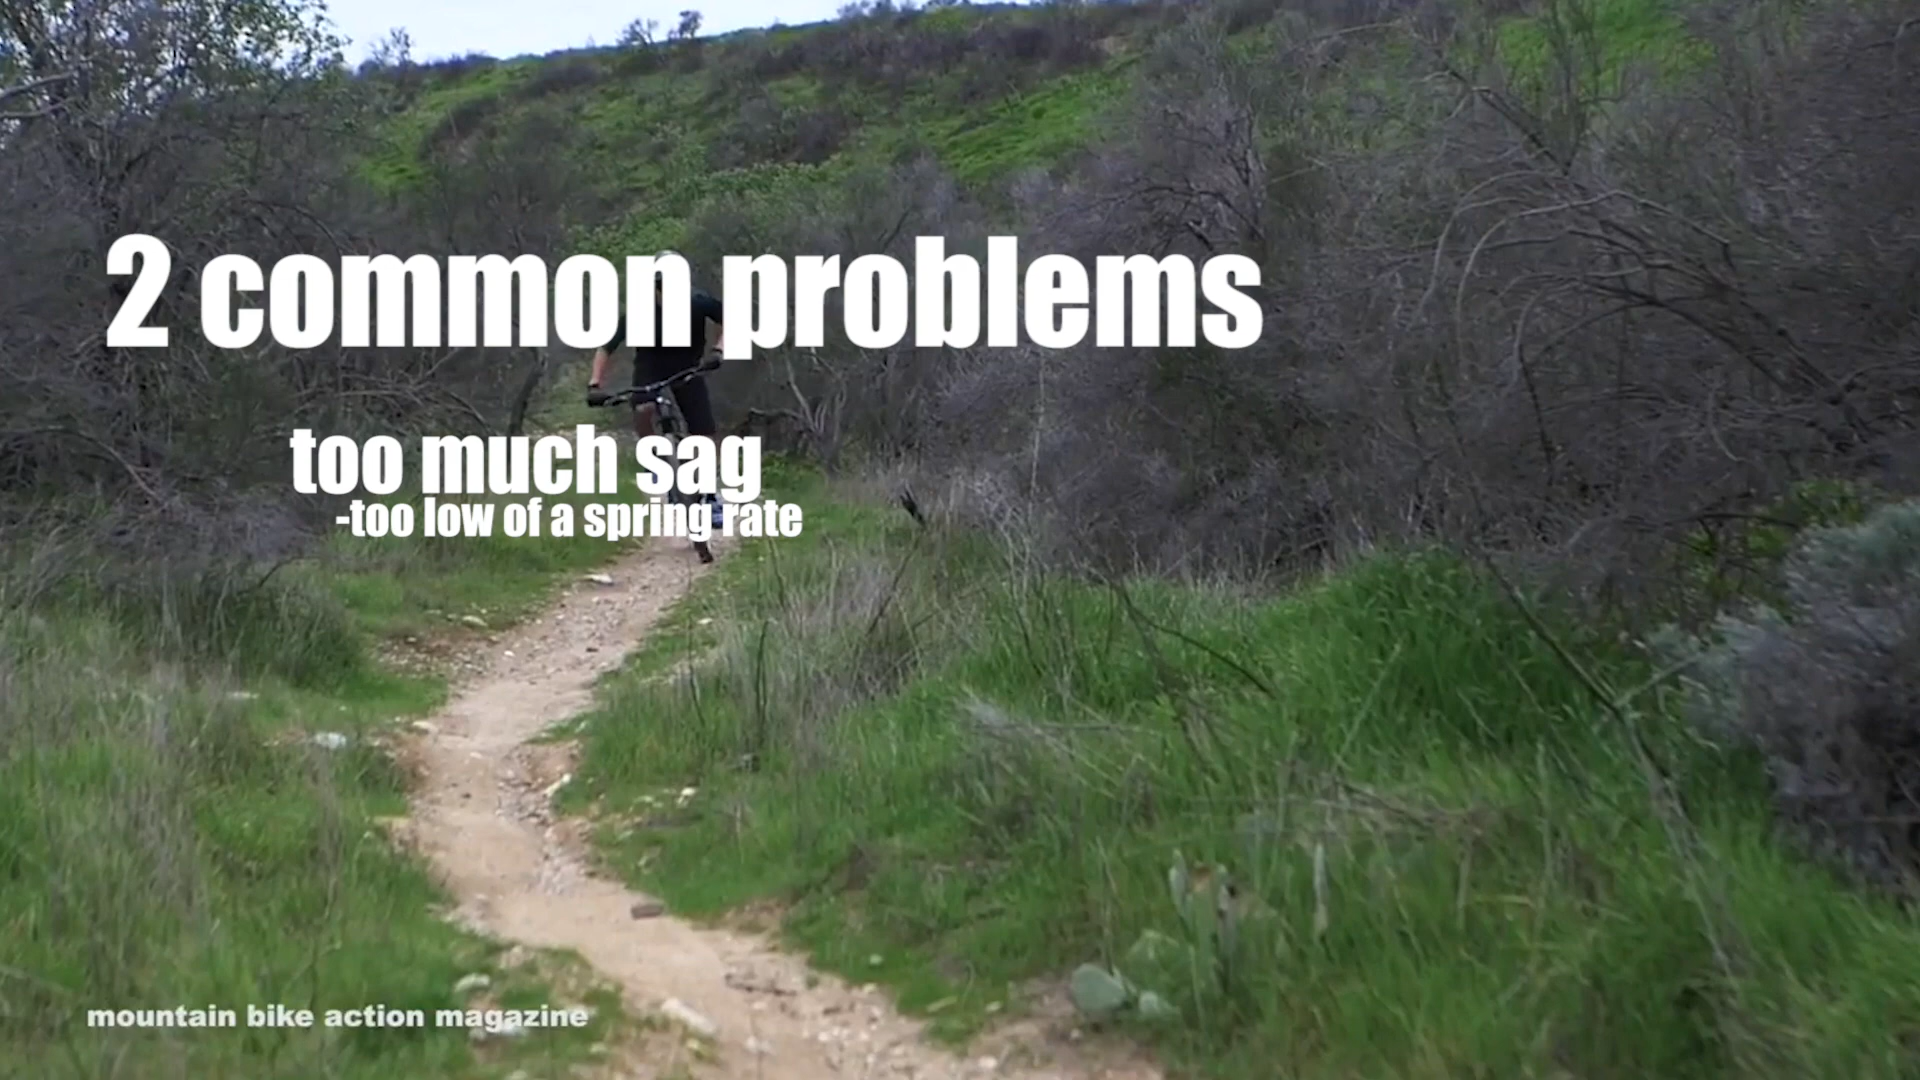 2 common problems
too much sag
-too low of a spring rate
mountain bike action magazine